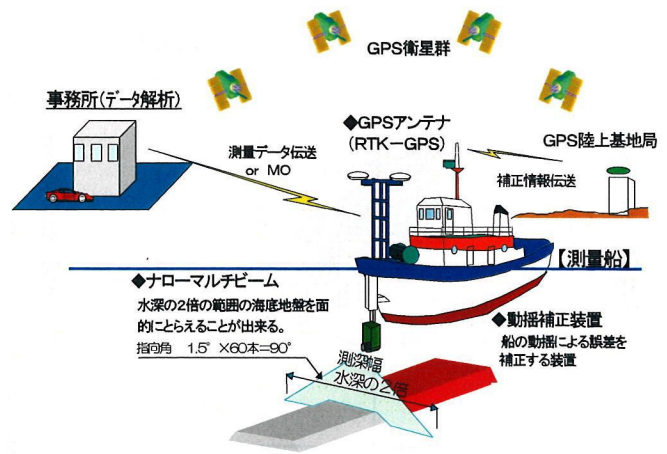 GPS衛星群
事務所(データ解析)
◆GPSアンテナ
(RTK-GPS)
GPS陸上基地局
測量データ伝送
or MO
補正情報伝送
【測量船】
◆ナローマルチビーム
水深の2倍の範囲の海底地盤を面
的にとらえることが出来る。
指向角 1.5° ×60本=90°
◆動揺補正装置
船の動揺による誤差を
補正する装置
測深幅
水深の2倍